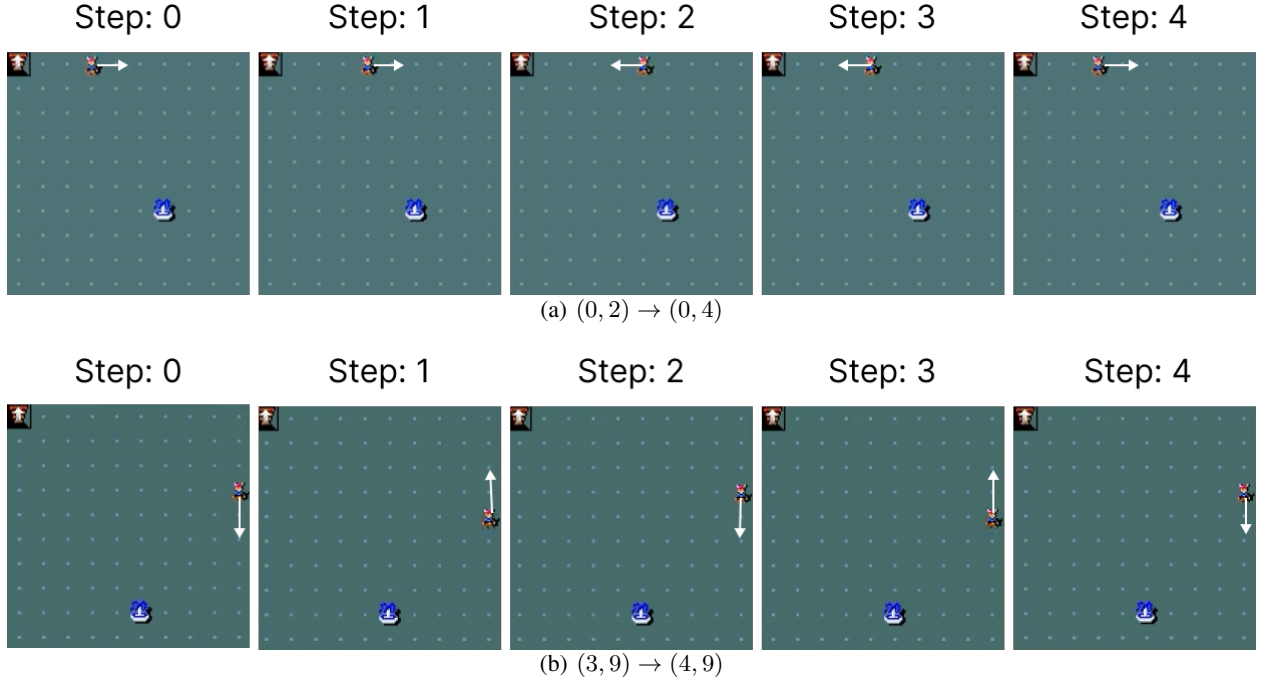 Step: 0 Step: 1 Step: 2 Step: 3 Step: 4
(a) (0, 2) → (0, 4)
Step: 0 Step: 1 Step: 2 Step: 3 Step: 4
(b) (3, 9) → (4, 9)